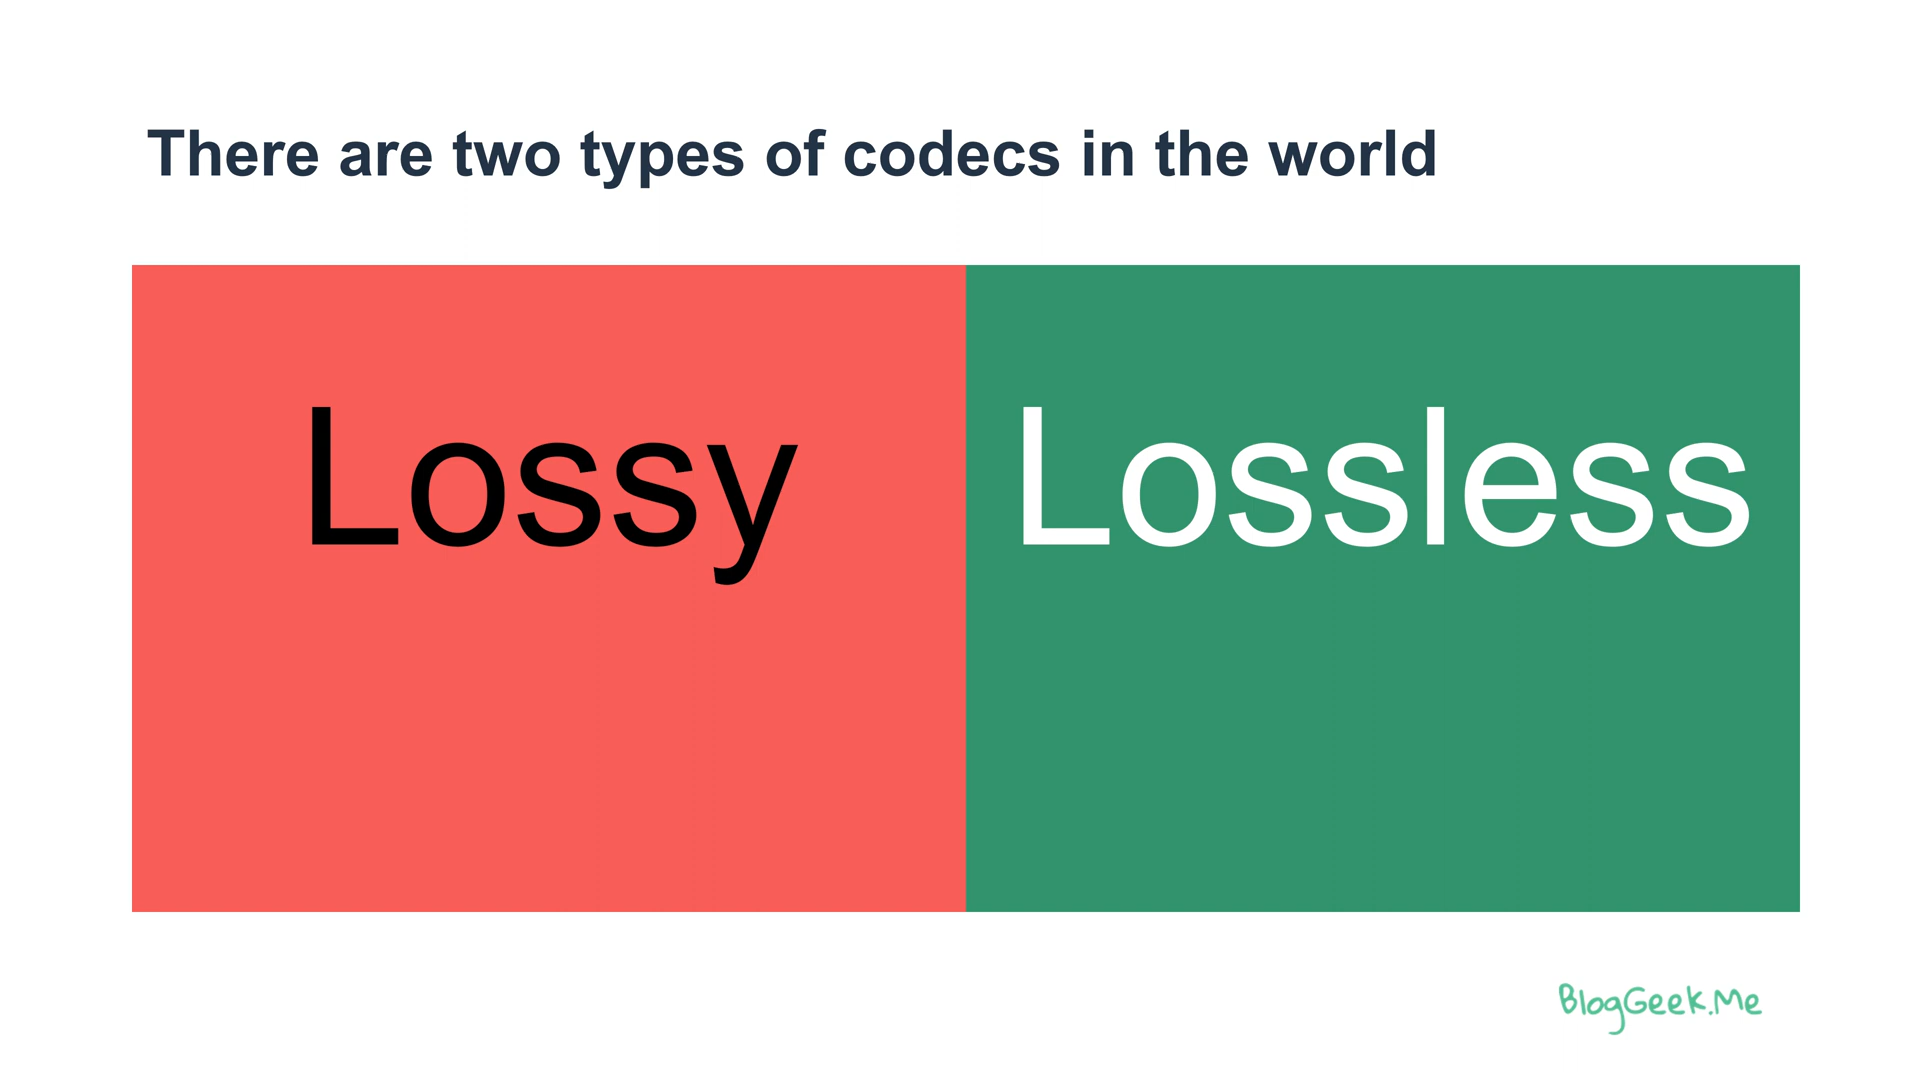 There are two types of codecs in the world
Lossy
Lossless
BlogGeek.Me